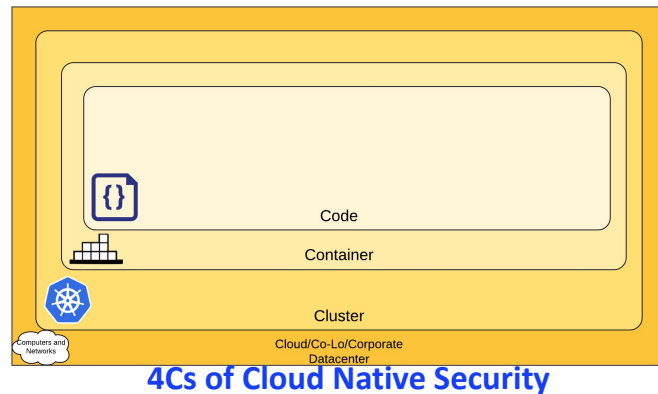 {}
Code
Container
Cluster
Computers and
Networks
Cloud/Co-Lo/Corporate
Datacenter
4Cs of Cloud Native Security